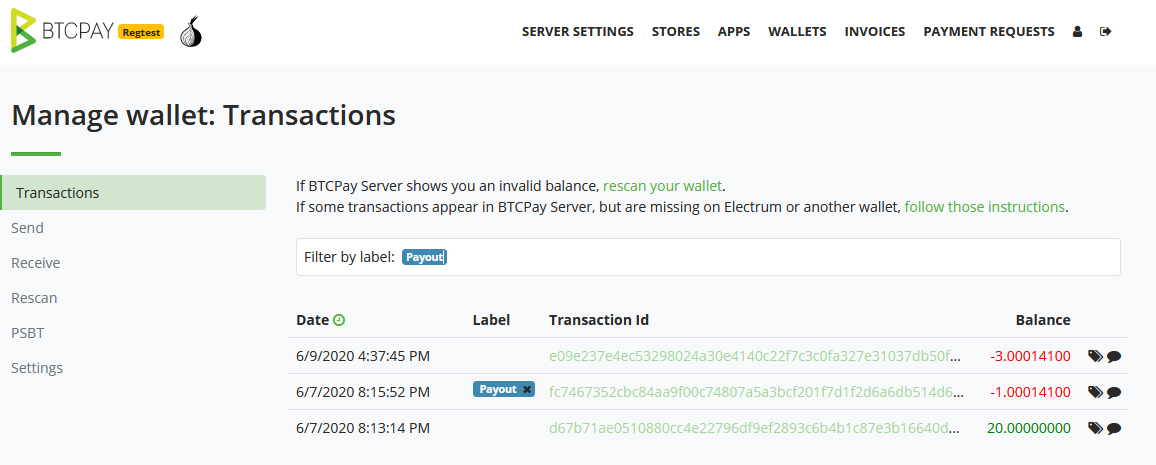 BTCPAY Regtest
SERVER SETTINGS STORES APPS WALLETS INVOICES PAYMENT REQUESTS
Manage wallet: Transactions
Transactions
Send
Receive
Rescan
PSBT
Settings
If BTCPay Server shows you an invalid balance, rescan your wallet.
If some transactions appear in BTCPay Server, but are missing on Electrum or another wallet, follow those instructions.
Filter by label: Payout
Date Label Transaction Id Balance
6/9/2020 4:37:45 PM e09e237e4ec53298024a30e4140c22f7c3c0fa327e31037db50f... -3.00014100
6/7/2020 8:15:52 PM Payout × fc7467352cbc84aa9f00c74807a5a3bcf201f7d1f2d6a6db514d6... -1.00014100
6/7/2020 8:13:14 PM d67b71ae0510880cc4e22796df9ef2893c6b4b1c87e3b16640d... 20.00000000